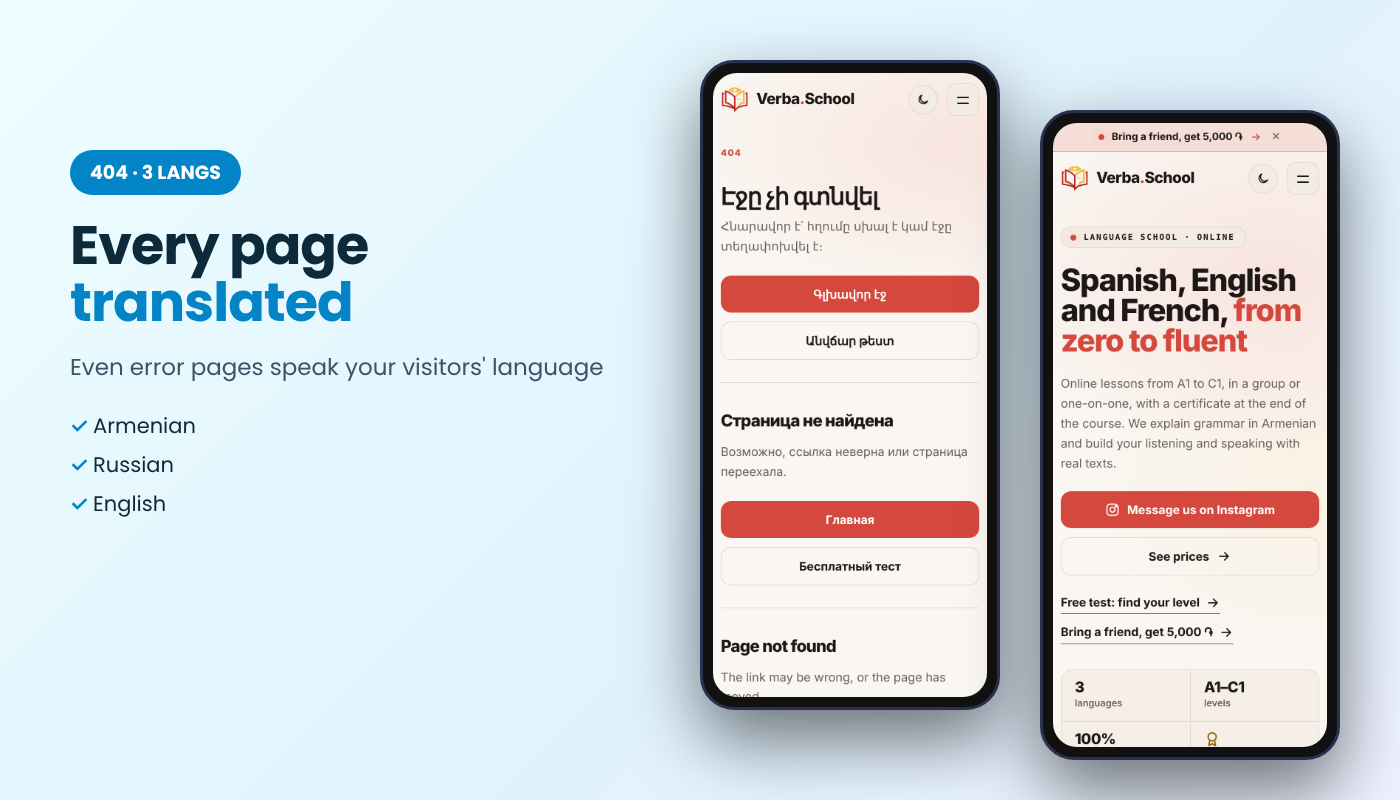 404 · 3 LANGS
Every page
translated
Even error pages speak your visitors' language
Armenian
Russian
English
Verba.School
404
Էջը չի գտնվել
Հնարավոր է՝ հղումը սխալ է կամ էջը
տեղափոխվել է։
Գլխավոր էջ
Անվճար թեստ
Страница не найдена
Возможно, ссылка неверна или страница
переехала.
Главная
Бесплатный тест
Page not found
The link may be wrong, or the page has
moved.
Bring a friend, get 5,000 ֏ → ×
Verba.School
LANGUAGE SCHOOL · ONLINE
Spanish, English
and French, from
zero to fluent
Online lessons from A1 to C1, in a group or
one-on-one, with a certificate at the end of
the course. We explain grammar in Armenian
and build your listening and speaking with
real texts.
Message us on Instagram
See prices →
Free test: find your level →
Bring a friend, get 5,000 ֏ →
3
languages
A1–C1
levels
100%